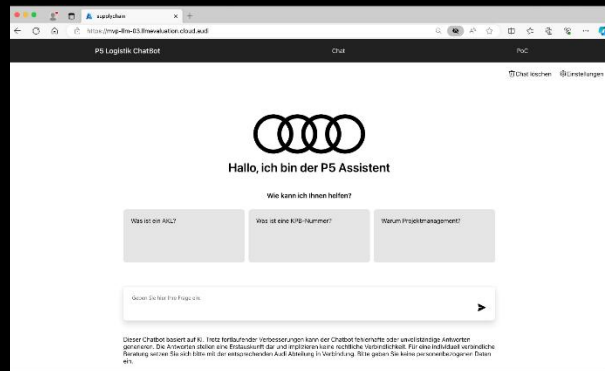 supplychain
https://mvp-llm-03.llmevaluation.cloud.audi
P5 Logistik ChatBot Chat PoC
Chat löschen Einstellungen
Hallo, ich bin der P5 Assistent
Wie kann ich Ihnen helfen?
Was ist ein AKL? Was ist eine KPB-Nummer? Warum Projektmanagement?
Geben Sie hier Ihre Frage ein
Dieser Chatbot basiert auf KI. Trotz fortlaufender Verbesserungen kann der Chatbot fehlerhafte oder unvollständige Antworten
generieren. Die Antworten stellen eine Erstauskunft dar und implizieren keine rechtliche Verbindlichkeit. Für eine individuell verbindliche
Beratung setzen Sie sich bitte mit der entsprechenden Audi Abteilung in Verbindung. Bitte geben Sie keine personenbezogenen Daten
ein.